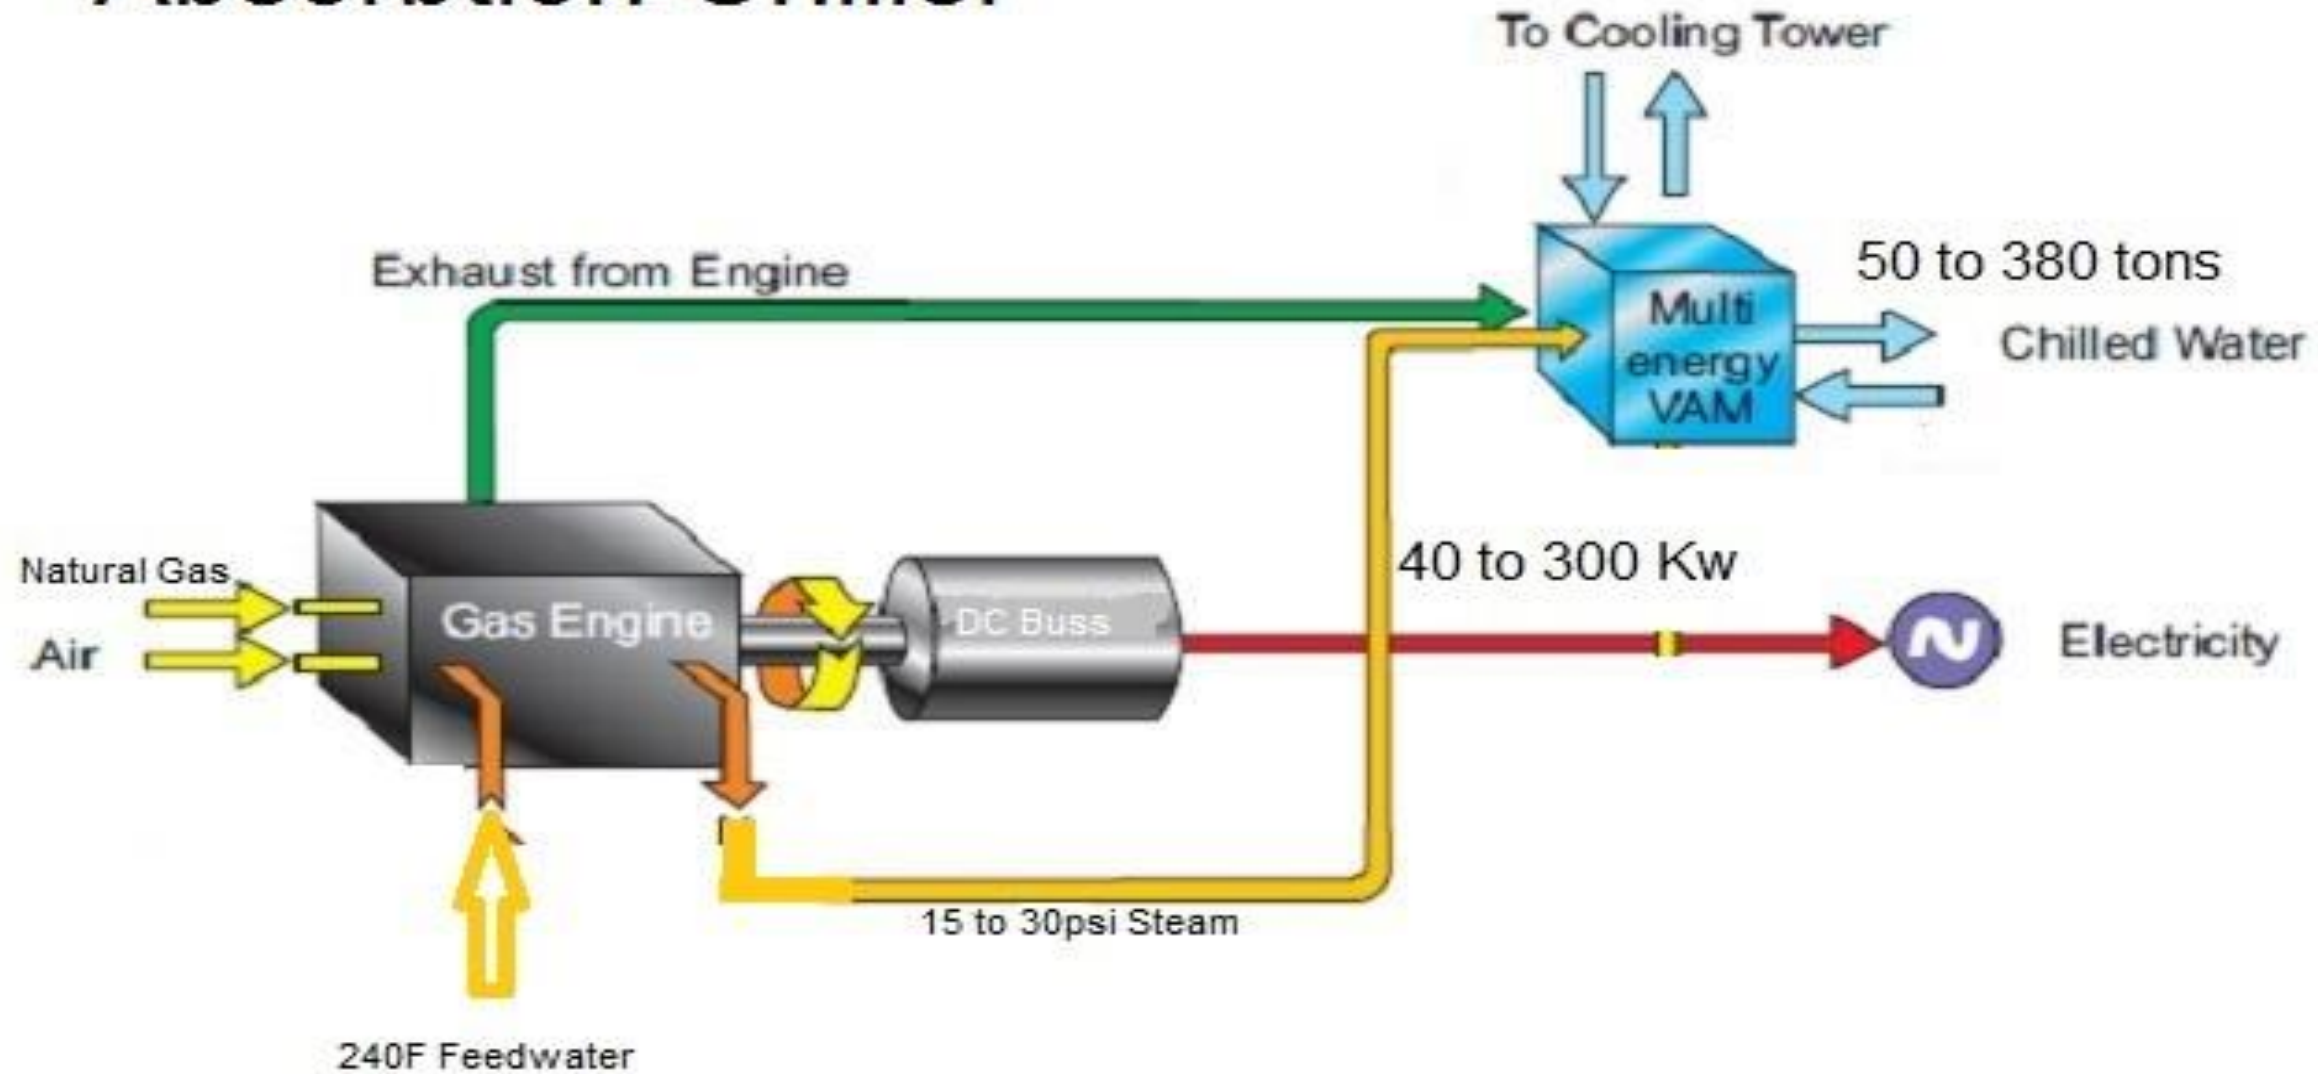 To Cooling Tower
50 to 380 tons
Exhaust from Engine
Multi
energy
VAM
Chilled Water
40 to 300 Kw
Natural Gas
Air
Gas Engine
DC Buss
Electricity
15 to 30psi Steam
240F Feedwater